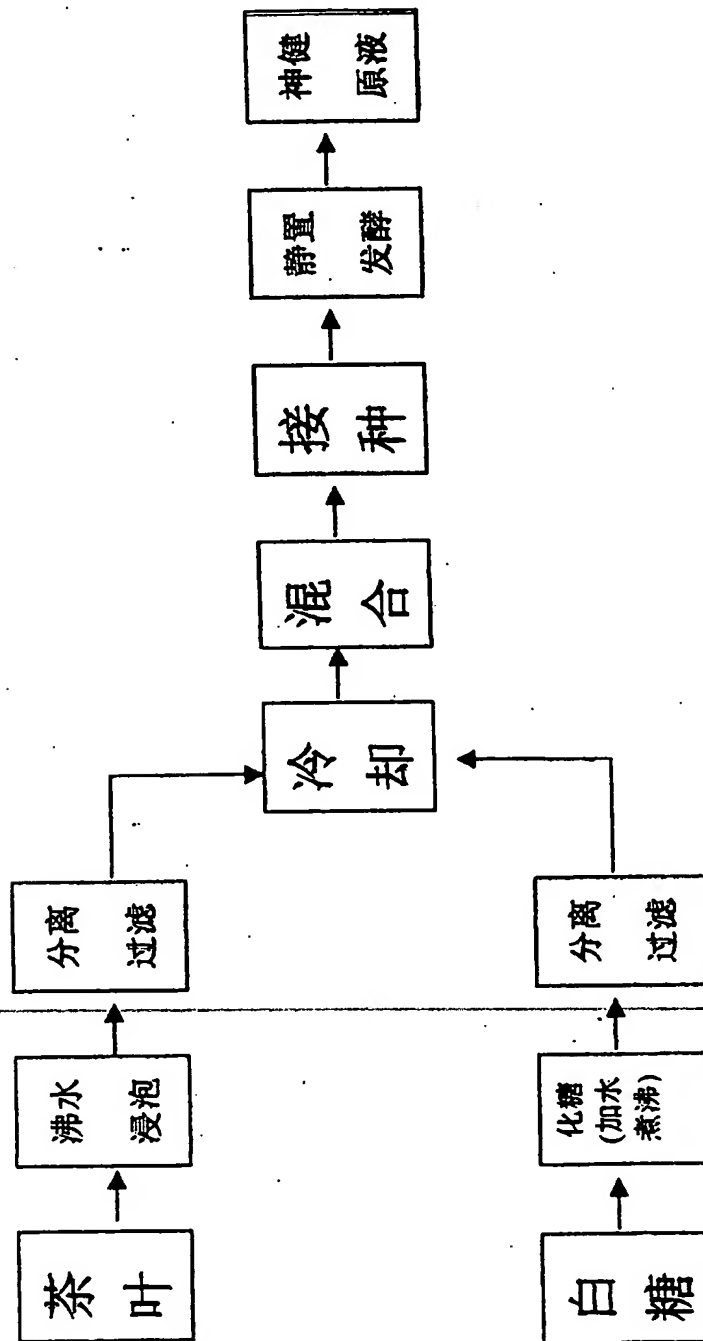 茶叶
沸水
浸泡
分离
过滤
白糖
化糖
(加水
煮沸)
分离
过滤
冷却
混合
接种
静置
发酵
神健
原液